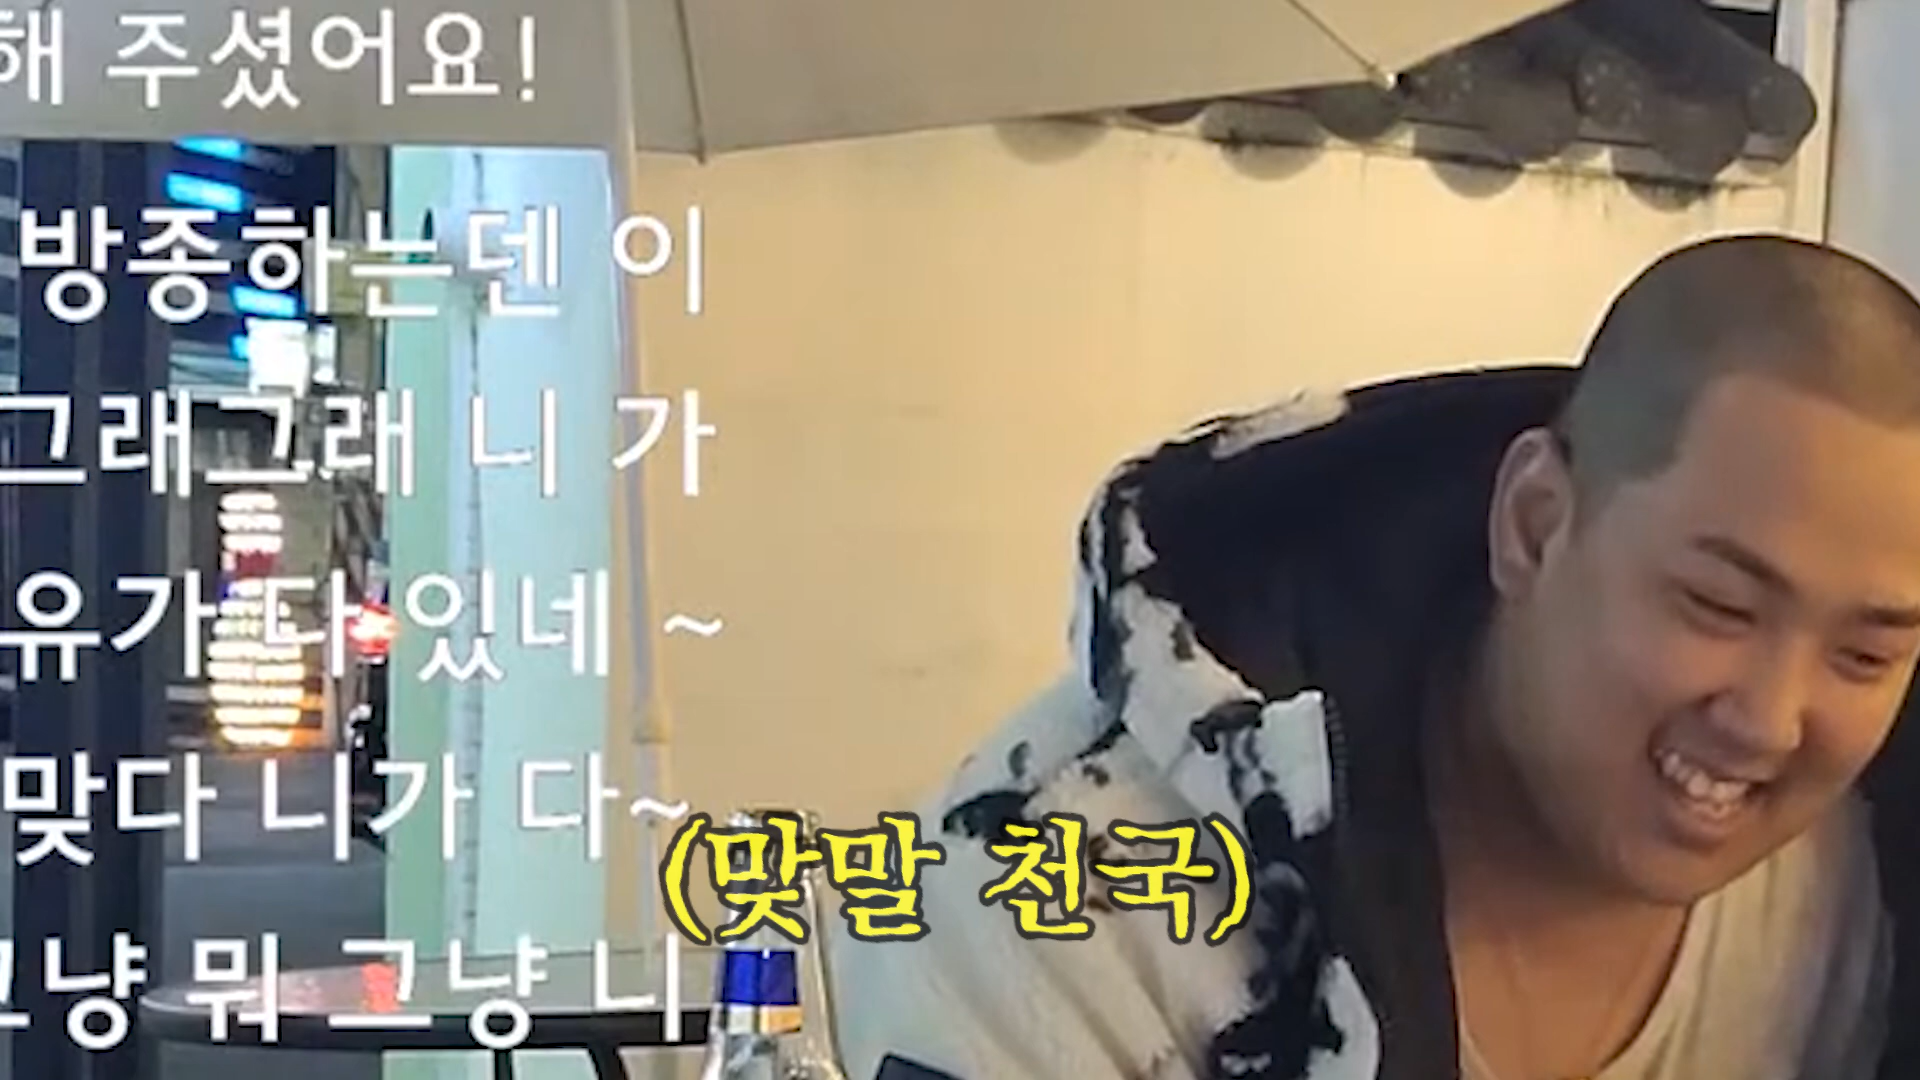 해 주셨어요!
방종하는덴 이
그래그래 니 가
유가 다 있네 ~
맞다 니가 다~
(맞말 천국)
그냥 뭐 그냥 니